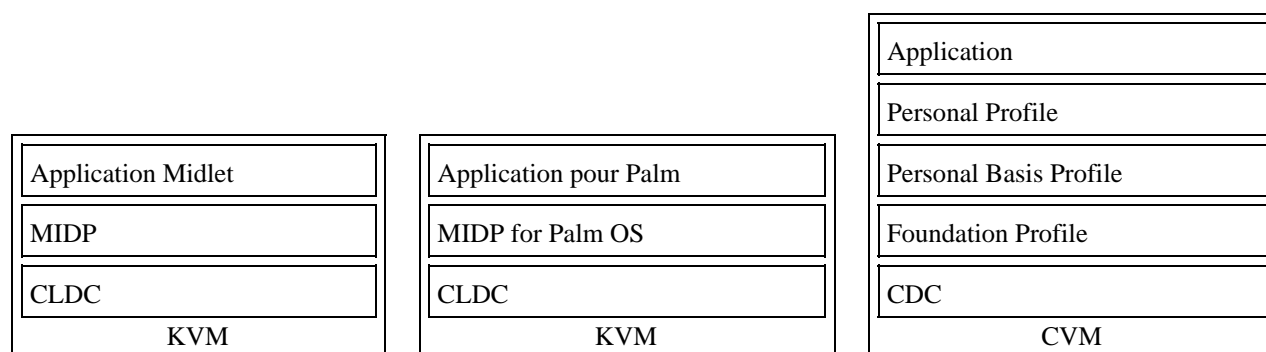 Application Midlet
MIDP
CLDC
KVM
Application pour Palm
MIDP for Palm OS
CLDC
KVM
Application
Personal Profile
Personal Basis Profile
Foundation Profile
CDC
CVM